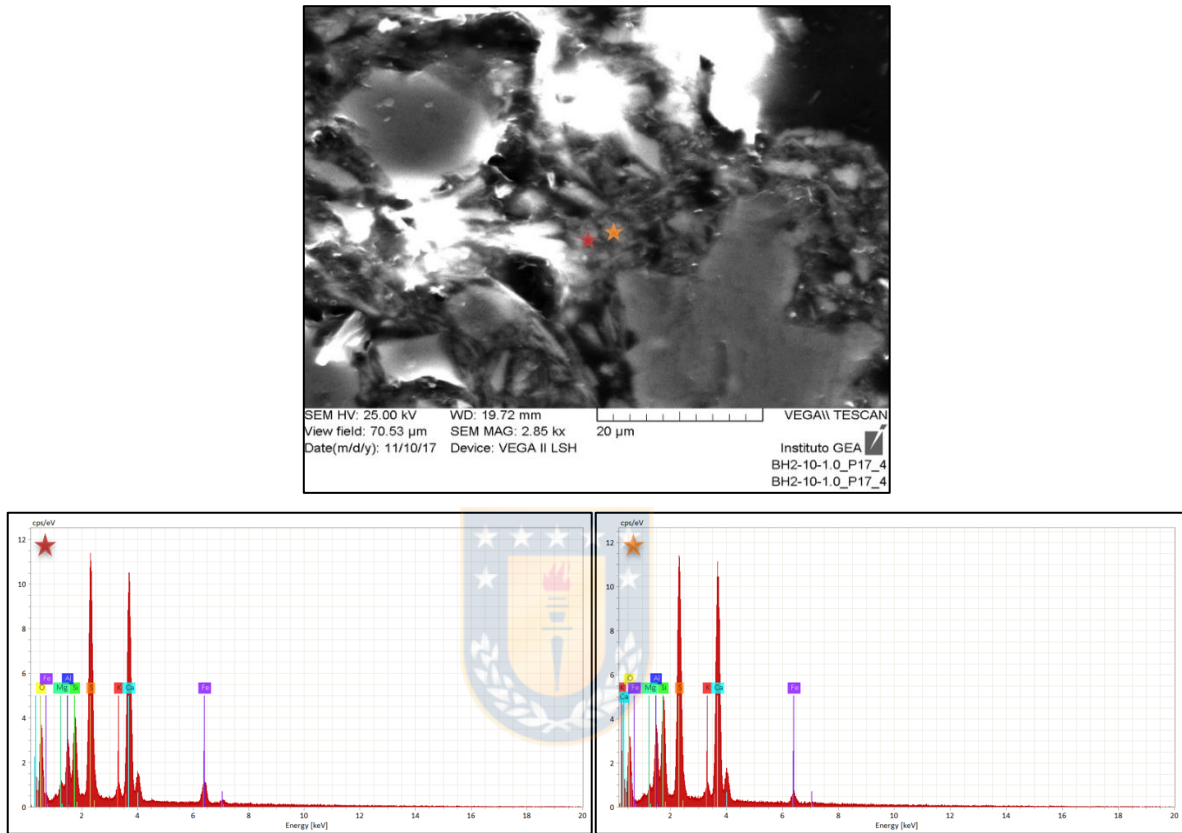 SEM HV: 25.00 kV WD: 19.72 mm VEGA\\ TESCAN
View field: 70.53 µm SEM MAG: 2.85 kx 20 µm
Date(m/d/y): 11/10/17 Device: VEGA II LSH Instituto GEA
BH2-10-1.0_P17_4
BH2-10-1.0_P17_4
cps/eV
12
10
8
6
4
2
0
Fe Al
O Mg Si S K Ca Fe
2 4 6 8 10 12 14 16 18 20
Energy [keV]
cps/eV
12
10
8
6
4
2
0
O Al
K Fe Mg Si S K Ca Fe
Ca
2 4 6 8 10 12 14 16 18 20
Energy [keV]